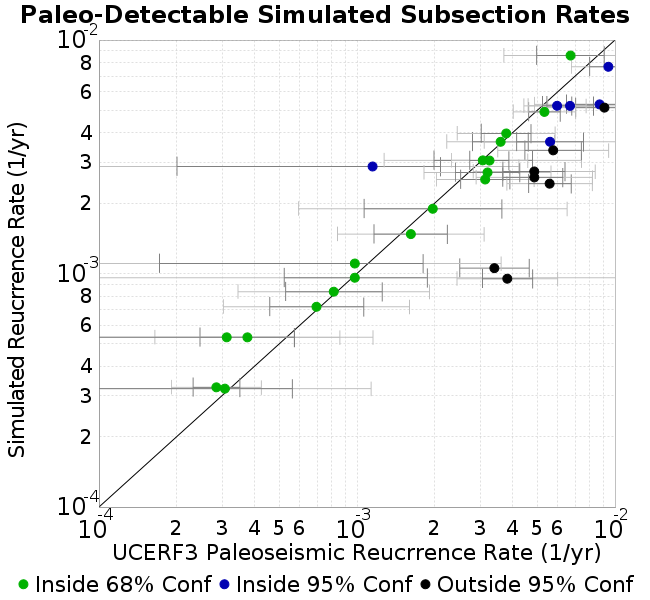 Paleo-Detectable Simulated Subsection Rates
10-2
8
6
4
3
2
10-3
8
6
4
3
2
10-4
Simulated Reucrrence Rate (1/yr)
10-4 2 3 4 5 6 10-3 2 3 4 5 6 10-2
UCERF3 Paleoseismic Reucrrence Rate (1/yr)
Inside 68% Conf Inside 95% Conf Outside 95% Conf